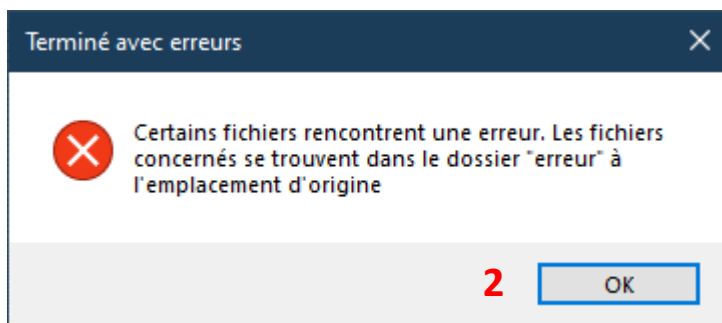 Terminé avec erreurs
Certains fichiers rencontrent une erreur. Les fichiers
concernés se trouvent dans le dossier "erreur" à
l'emplacement d'origine
2 OK